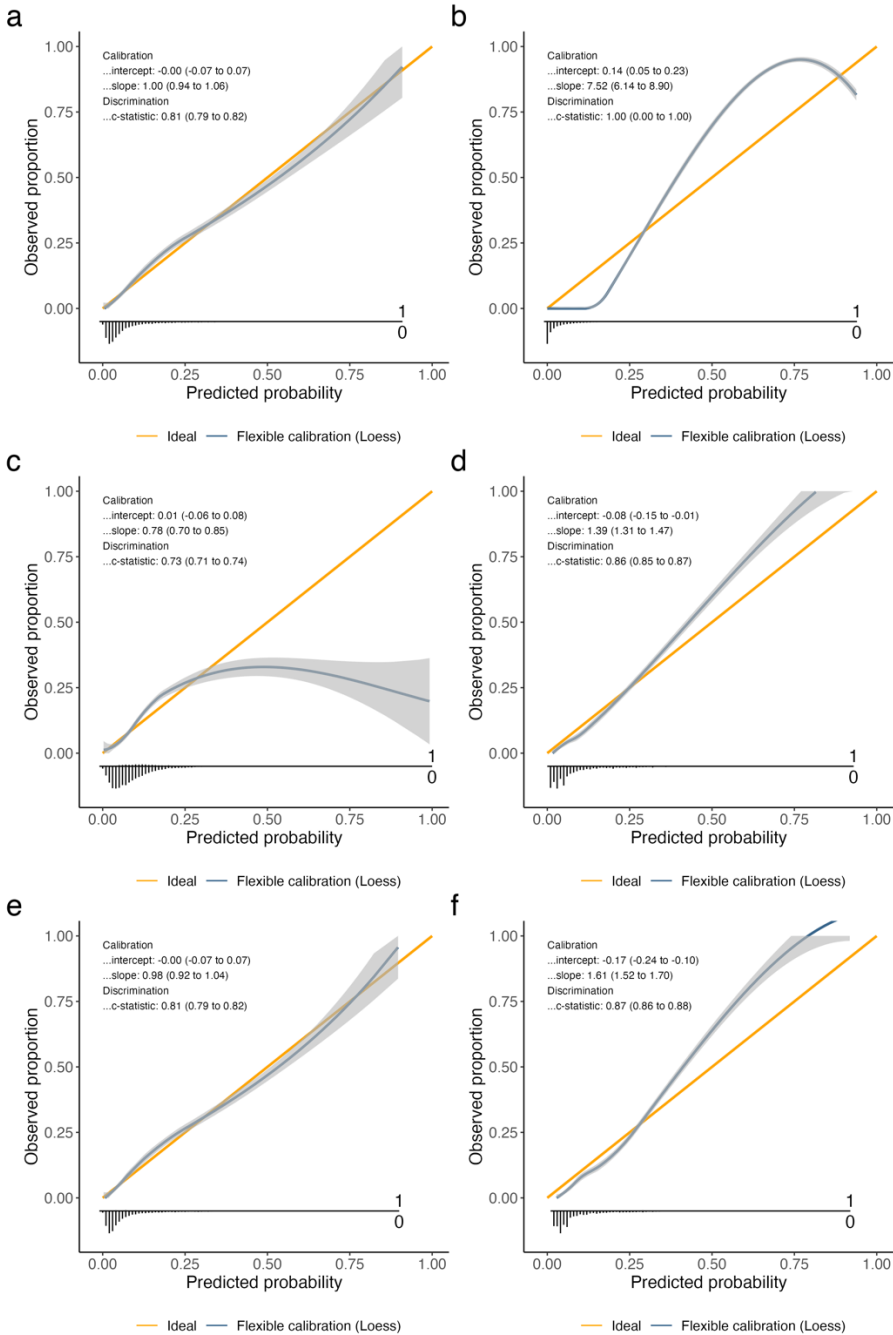 a
1.00
0.75
0.50
0.25
0.00
Observed proportion
Calibration
...intercept: -0.00 (-0.07 to 0.07)
...slope: 1.00 (0.94 to 1.06)
Discrimination
...c-statistic: 0.81 (0.79 to 0.82)
1
0
0.00 0.25 0.50 0.75 1.00
Predicted probability
Ideal Flexible calibration (Loess)
b
1.00
0.75
0.50
0.25
0.00
Observed proportion
Calibration
...intercept: 0.14 (0.05 to 0.23)
...slope: 7.52 (6.14 to 8.90)
Discrimination
...c-statistic: 1.00 (0.00 to 1.00)
1
0
0.00 0.25 0.50 0.75 1.00
Predicted probability
Ideal Flexible calibration (Loess)
c
1.00
0.75
0.50
0.25
0.00
Observed proportion
Calibration
...intercept: 0.01 (-0.06 to 0.08)
...slope: 0.78 (0.70 to 0.85)
Discrimination
...c-statistic: 0.73 (0.71 to 0.74)
1
0
0.00 0.25 0.50 0.75 1.00
Predicted probability
Ideal Flexible calibration (Loess)
d
1.00
0.75
0.50
0.25
0.00
Observed proportion
Calibration
...intercept: -0.08 (-0.15 to -0.01)
...slope: 1.39 (1.31 to 1.47)
Discrimination
...c-statistic: 0.86 (0.85 to 0.87)
1
0
0.00 0.25 0.50 0.75 1.00
Predicted probability
Ideal Flexible calibration (Loess)
e
1.00
0.75
0.50
0.25
0.00
Observed proportion
Calibration
...intercept: -0.00 (-0.07 to 0.07)
...slope: 0.98 (0.92 to 1.04)
Discrimination
...c-statistic: 0.81 (0.79 to 0.82)
1
0
0.00 0.25 0.50 0.75 1.00
Predicted probability
Ideal Flexible calibration (Loess)
f
1.00
0.75
0.50
0.25
0.00
Observed proportion
Calibration
...intercept: -0.17 (-0.24 to -0.10)
...slope: 1.61 (1.52 to 1.70)
Discrimination
...c-statistic: 0.87 (0.86 to 0.88)
1
0
0.00 0.25 0.50 0.75 1.00
Predicted probability
Ideal Flexible calibration (Loess)